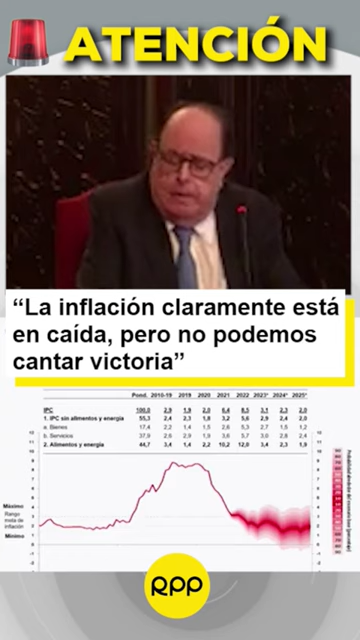 ATENCIÓN
“La inflación claramente está
en caída, pero no podemos
cantar victoria”
Pond. 2010-19 2019 2020 2021 2022 2023* 2024* 2025*
IPC 100,0 2,9 1,9 2,0 6,4 8,5 3,1 2,3 2,0
1. IPC sin alimentos y energía 55,3 2,4 2,3 1,8 3,2 5,6 2,9 2,4 2,0
a. Bienes 17,4 2,2 1,4 1,5 2,6 5,3 2,7 1,5 1,2
b. Servicios 37,9 2,6 2,9 1,9 3,6 5,7 3,0 2,8 2,4
2. Alimentos y energía 44,7 3,4 1,4 2,2 10,2 12,0 3,4 2,3 1,9
Máximo
Rango
meta de
inflación
Mínimo
RPP